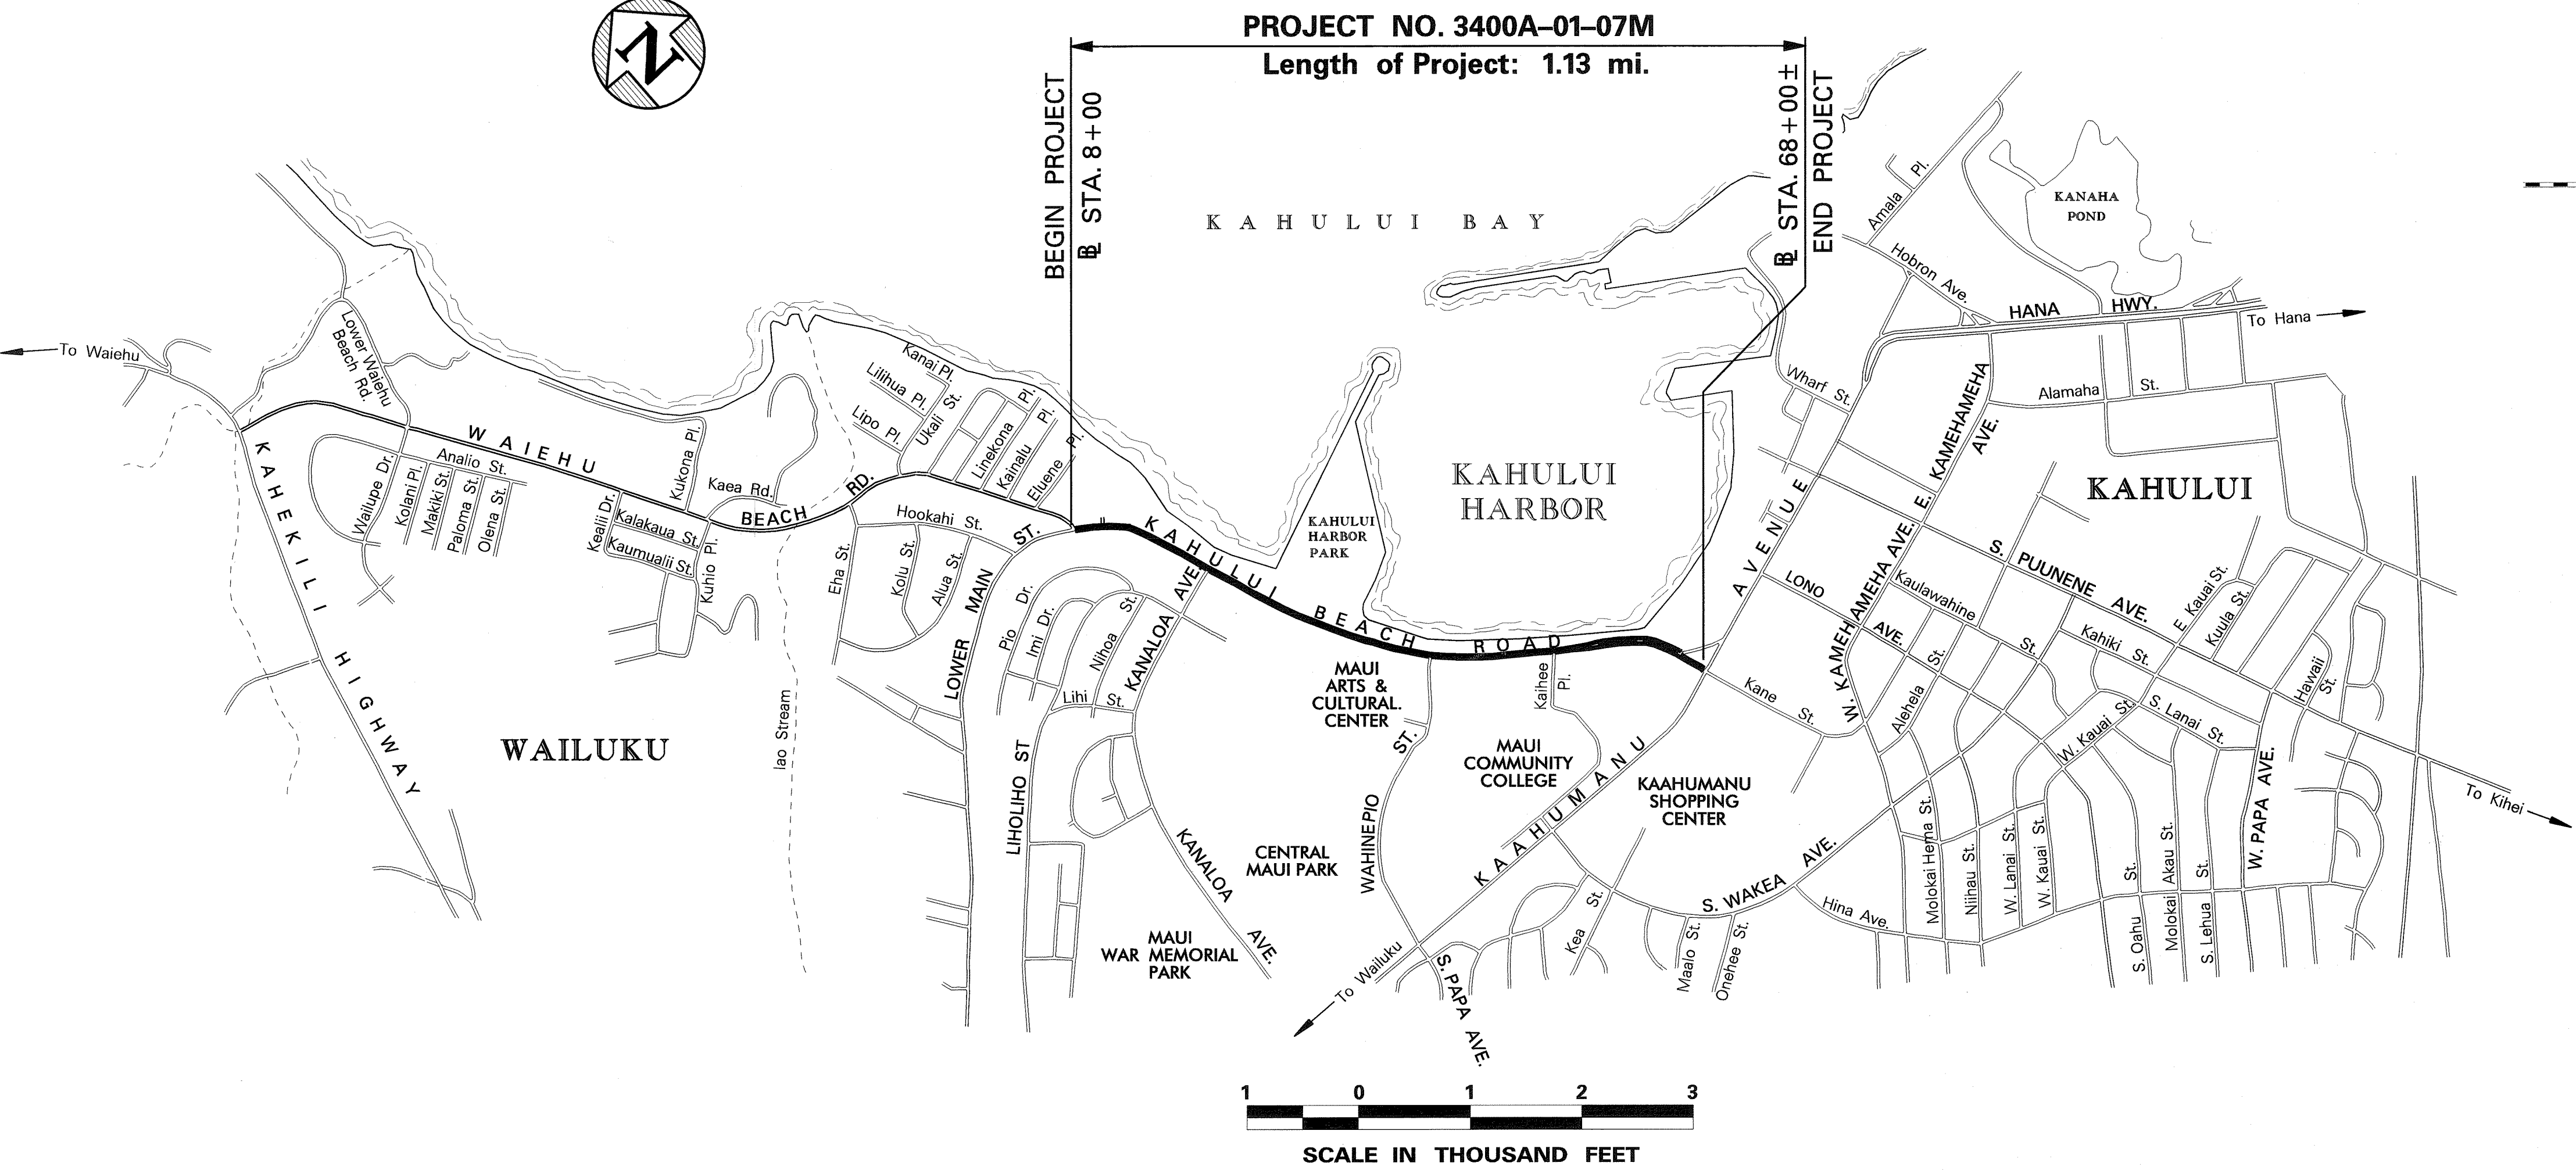 N
PROJECT NO. 3400A–01–07M
Length of Project: 1.13 mi.
BEGIN PROJECT
BL STA. 8+00
BL STA. 68+00±
END PROJECT
KAHULUI BAY
KANAHA
POND
Amala Pl.
Hobron Ave.
HANA HWY.
To Hana
To Waiehu
Lower Waiehu
Beach Rd.
Kanai Pl.
Lilihua Pl.
Lipo Pl.
Ukali St.
Linekona Pl.
Kainalu Pl.
Eluene Pl.
Wharf St.
Alamaha St.
E. KAMEHAMEHA AVE.
KAHULUI
KAHULUI
HARBOR
KAHULUI
HARBOR
PARK
WAIEHU BEACH RD.
KAHEKILI HIGHWAY
Wailupe Dr.
Analio St.
Kolani Pl.
Makiki St.
Paloma St.
Olena St.
Kukona Pl.
Kaea Rd.
Kealii Dr.
Kalakaua St.
Kaumualii St.
Kuhio Pl.
Hookahi St.
Eha St.
Kolu St.
Alua St.
LOWER MAIN ST.
Pio Dr.
Imi Dr.
Nihoa St.
KANALOA AVE.
Lihi St.
KAHULUI BEACH ROAD
Iao Stream
WAILUKU
LIHOLIHO ST
KANALOA AVE.
MAUI
ARTS &
CULTURAL.
CENTER
Kaihee Pl.
WAHINEPIO ST.
MAUI
COMMUNITY
COLLEGE
KAAHUMANU AVENUE
KAAHUMANU
SHOPPING
CENTER
CENTRAL
MAUI PARK
MAUI
WAR MEMORIAL
PARK
To Wailuku
S. PAPA AVE.
Kane St.
LONO AVE.
W. KAMEHAMEHA AVE.
Kaulawahine St.
S. PUUNENE AVE.
E. Kauai St.
Kuula St.
Kahiki St.
Hawaii St.
Alehela St.
W. Kauai St.
S. Lanai St.
W. PAPA AVE.
To Kihei
S. WAKEA AVE.
Hina Ave.
Kea St.
Maalo St.
Onehee St.
Molokai Hema St.
Niihau St.
W. Lanai St.
W. Kauai St.
S. Oahu St.
Molokai Akau St.
S. Lehua St.
1 0 1 2 3
SCALE IN THOUSAND FEET